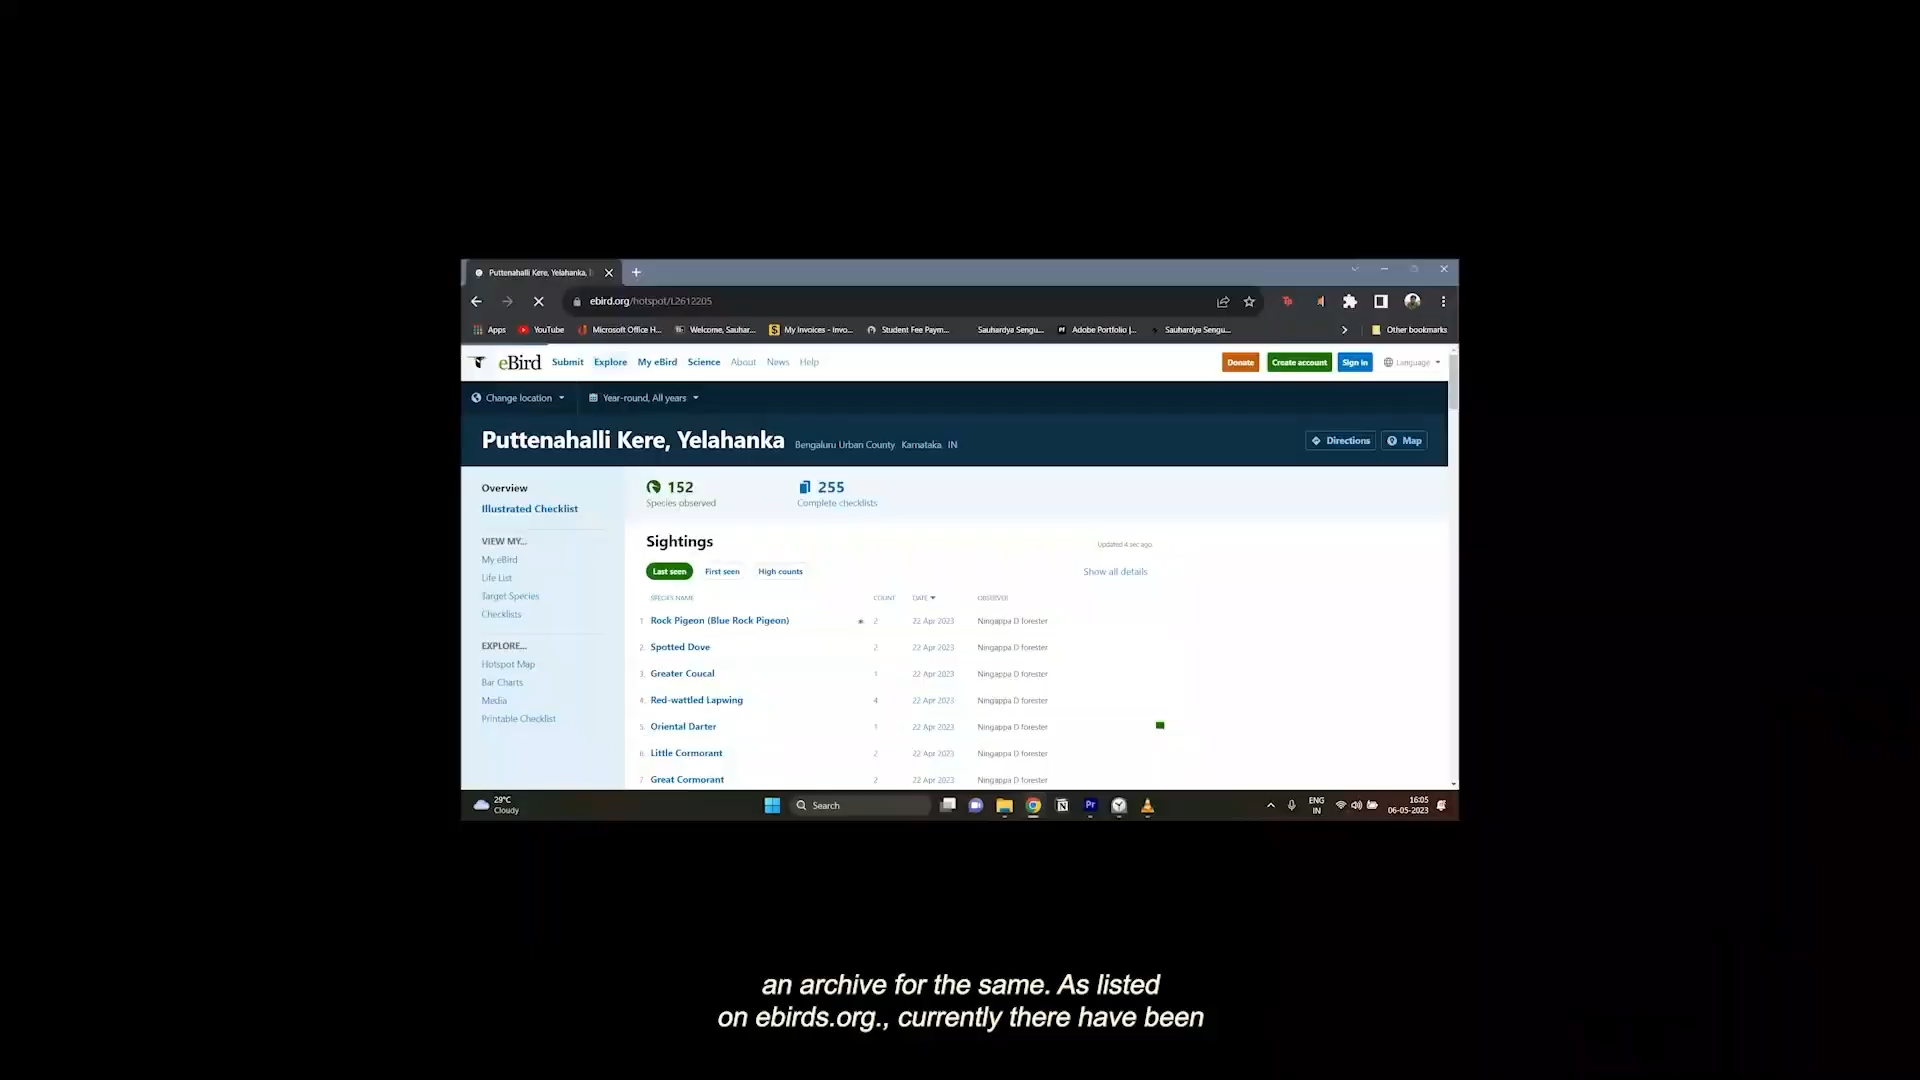 Puttenahalli Kere, Yelahanka,
ebird.org/hotspot/L2612205
Apps YouTube Microsoft Office H... Welcome, Sauhar... My Invoices - Invo... Student Fee Paym... Sauhardya Sengu... Adobe Portfolio |... Sauhardya Sengu... Other bookmarks
eBird Submit Explore My eBird Science About News Help Donate Create account Sign in Language
Change location Year-round, All years
Puttenahalli Kere, Yelahanka Bengaluru Urban County Karnataka IN Directions Map
Overview
Illustrated Checklist
VIEW MY...
My eBird
Life List
Target Species
Checklists
EXPLORE...
Hotspot Map
Bar Charts
Media
Printable Checklist
152 255
Species observed Complete checklists
Sightings Updated 4 sec ago
Last seen First seen High counts Show all details
SPECIES NAME COUNT DATE OBSERVER
1 Rock Pigeon (Blue Rock Pigeon) 2 22 Apr 2023 Ningappa D forester
2 Spotted Dove 2 22 Apr 2023 Ningappa D forester
3 Greater Coucal 1 22 Apr 2023 Ningappa D forester
4 Red-wattled Lapwing 4 22 Apr 2023 Ningappa D forester
5 Oriental Darter 1 22 Apr 2023 Ningappa D forester
6 Little Cormorant 2 22 Apr 2023 Ningappa D forester
7 Great Cormorant 2 22 Apr 2023 Ningappa D forester
29°C
Cloudy
Search
ENG
IN
16:05
06-05-2023
an archive for the same. As listed
on ebirds.org., currently there have been